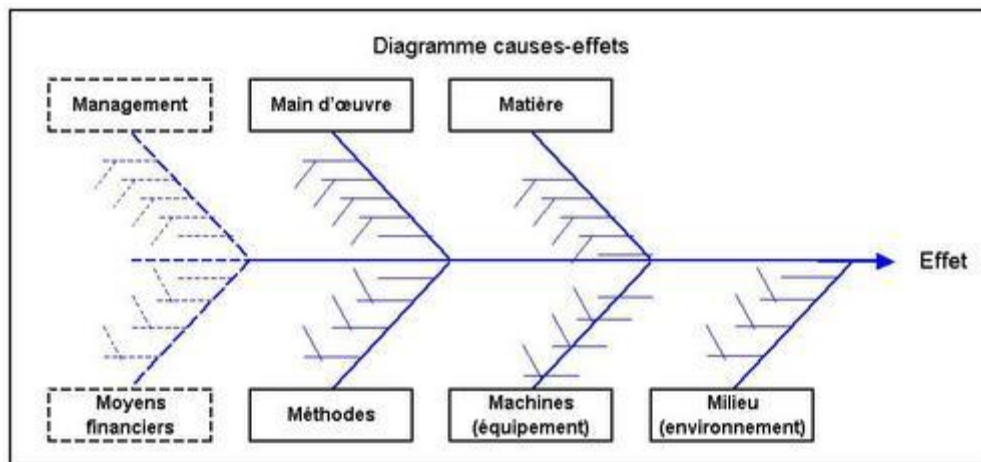 Diagramme causes-effets
Management
Main d'œuvre
Matière
Effet
Moyens
financiers
Méthodes
Machines
(équipement)
Milieu
(environnement)